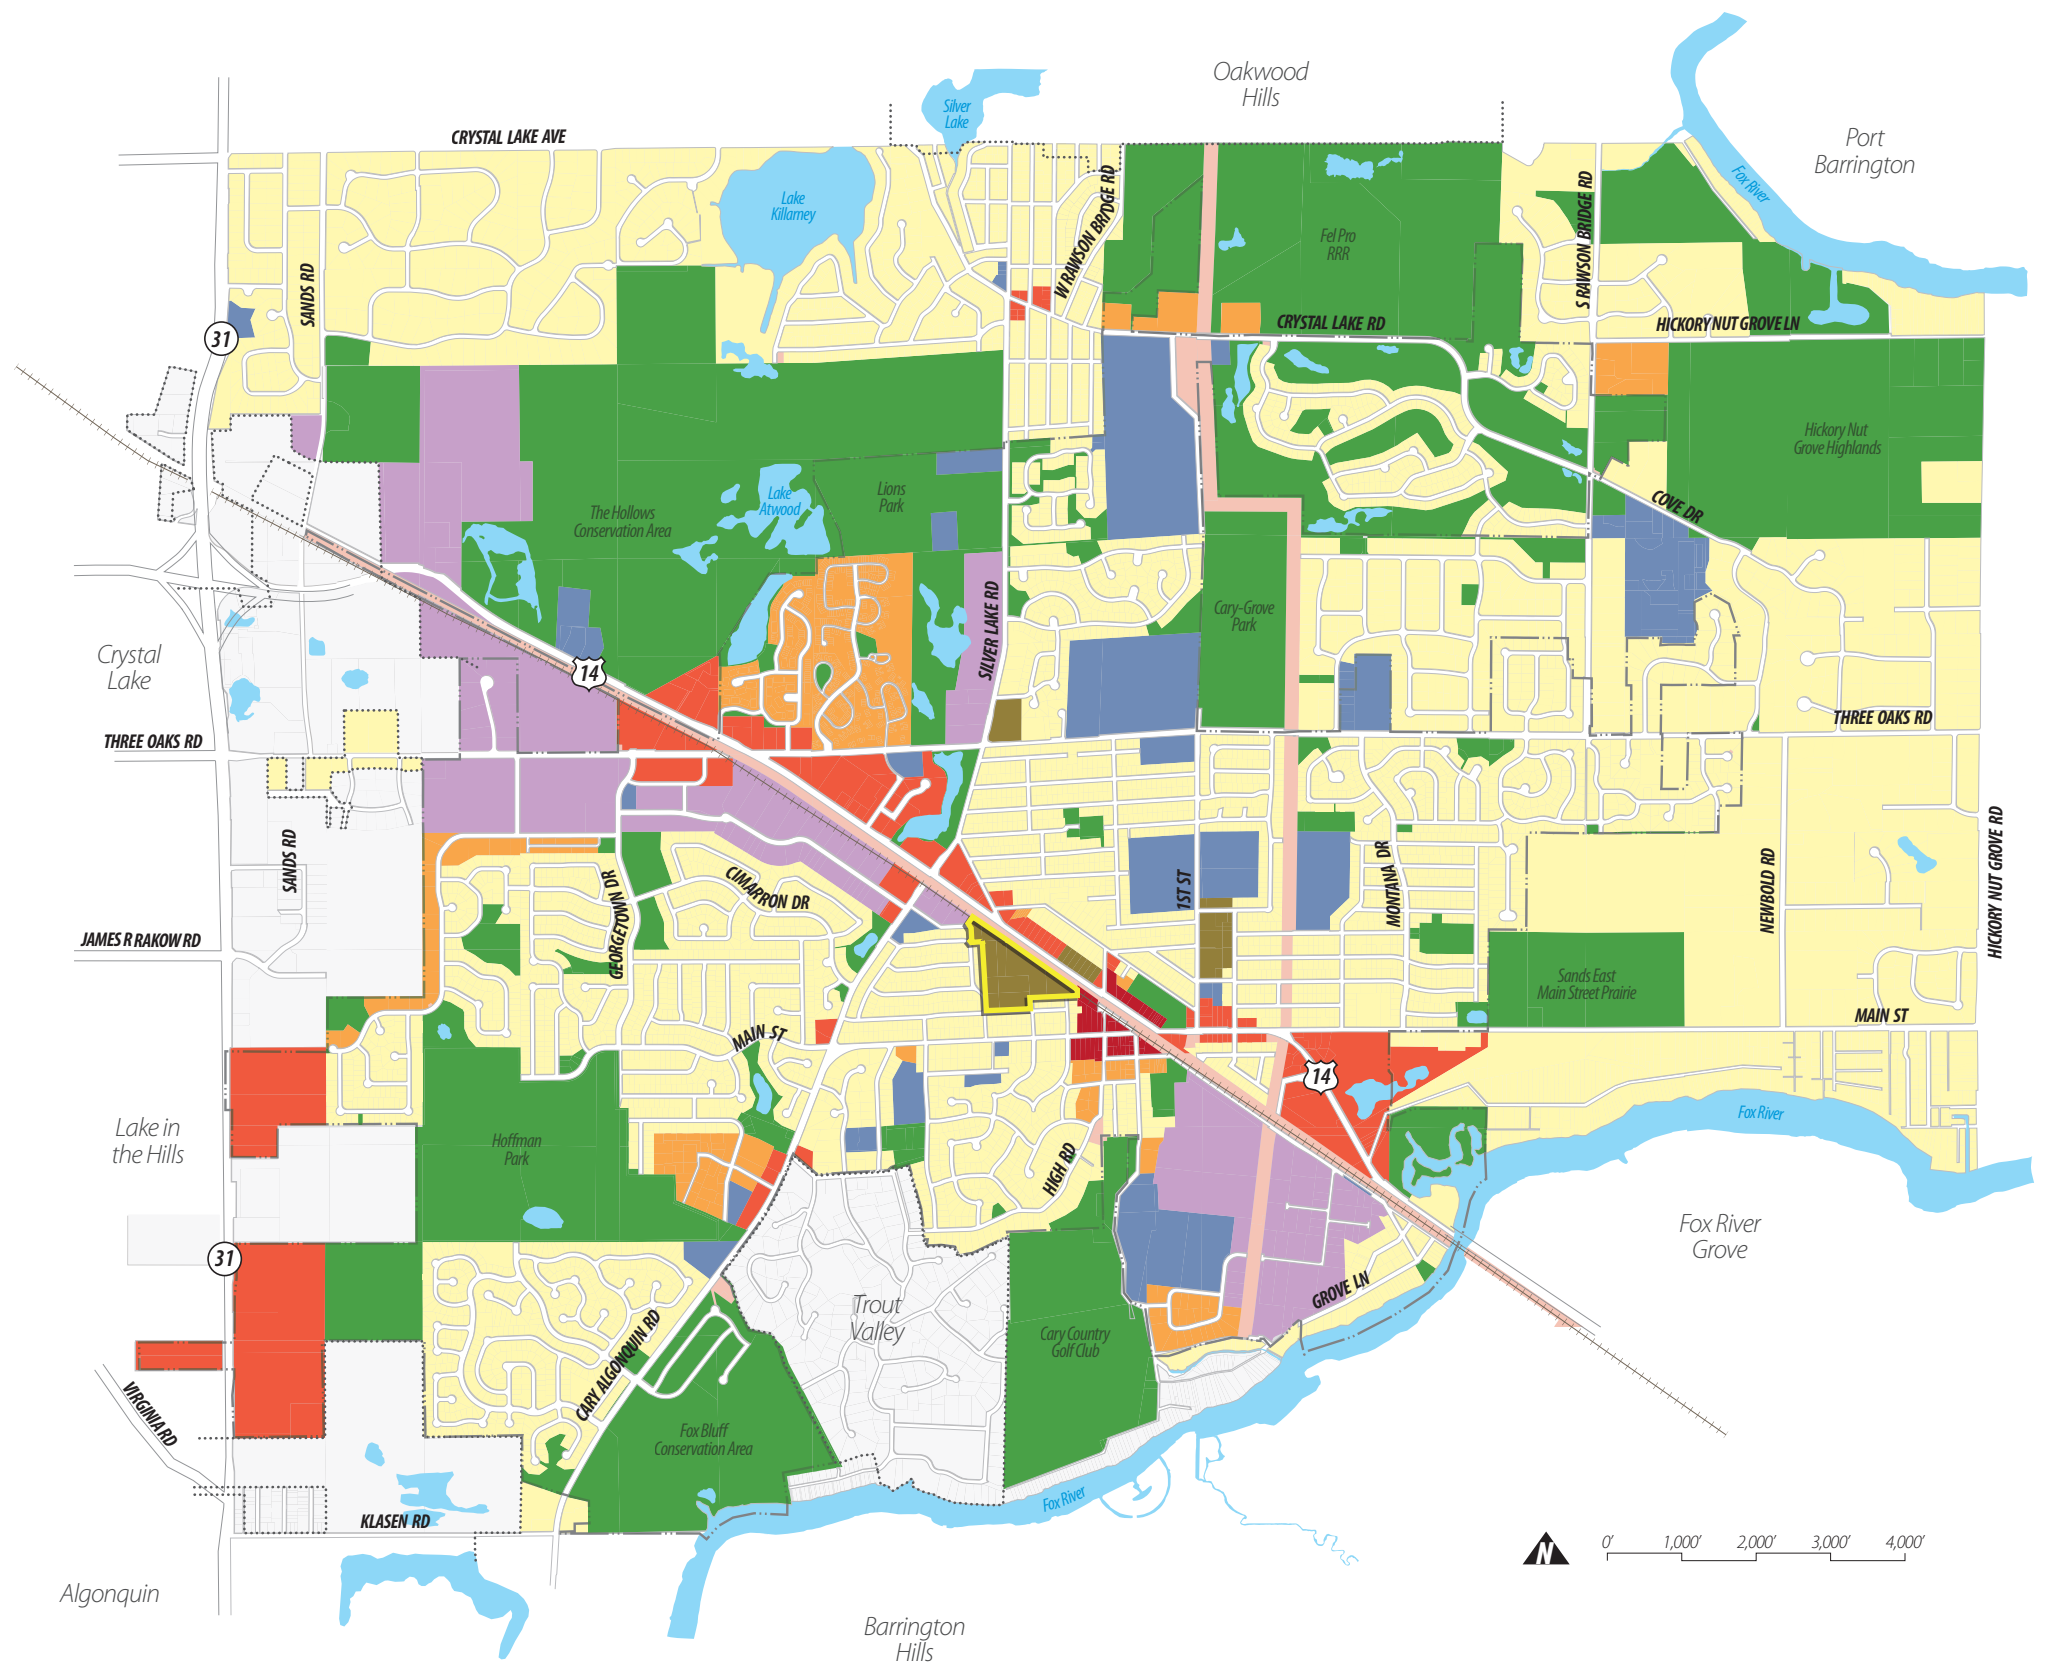 Oakwood
Hills
Silver
Lake
CRYSTAL LAKE AVE
Port
Barrington
Fox River
Lake
Killarney
W RAWSON BRIDGE RD
S RAWSON BRIDGE RD
Fel Pro
RRR
SANDS RD
31
CRYSTAL LAKE RD
HICKORY NUT GROVE LN
Hickory Nut
Grove Highlands
Lions
Park
Lake
Atwood
The Hollows
Conservation Area
COVE DR
Cary-Grove
Park
SILVER LAKE RD
Crystal
Lake
14
THREE OAKS RD
THREE OAKS RD
SANDS RD
GEORGETOWN DR
CIMARRON DR
1ST ST
MONTANA DR
NEWBOLD RD
HICKORY NUT GROVE RD
JAMES R RAKOW RD
Sands East
Main Street Prairie
MAIN ST
MAIN ST
14
Fox River
Lake in
the Hills
Hoffman
Park
HIGH RD
Fox River
Grove
31
Trout
Valley
GROVE LN
Cary Country
Golf Club
CARY ALGONQUIN RD
VIRGINIA RD
Fox Bluff
Conservation Area
Fox River
KLASEN RD
N
0' 1,000' 2,000' 3,000' 4,000'
Algonquin
Barrington
Hills